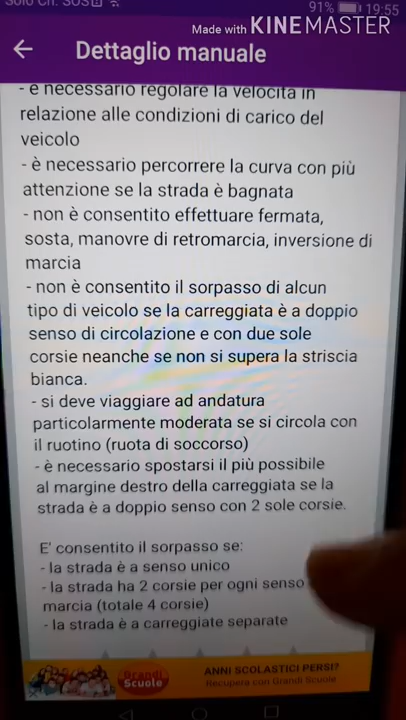 Solo Ch. SOS
91% 19:55
Made with KINEMASTER
Dettaglio manuale
- è necessario regolare la velocità in
relazione alle condizioni di carico del
veicolo
- è necessario percorrere la curva con più
attenzione se la strada è bagnata
- non è consentito effettuare fermata,
sosta, manovre di retromarcia, inversione di
marcia
- non è consentito il sorpasso di alcun
tipo di veicolo se la carreggiata è a doppio
senso di circolazione e con due sole
corsie neanche se non si supera la striscia
bianca.
- si deve viaggiare ad andatura
particolarmente moderata se si circola con
il ruotino (ruota di soccorso)
- è necessario spostarsi il più possibile
al margine destro della carreggiata se la
strada è a doppio senso con 2 sole corsie.
E' consentito il sorpasso se:
- la strada è a senso unico
- la strada ha 2 corsie per ogni senso
marcia (totale 4 corsie)
- la strada è a carreggiate separate
Grandi
Scuole
ANNI SCOLASTICI PERSI?
Recupera con Grandi Scuole